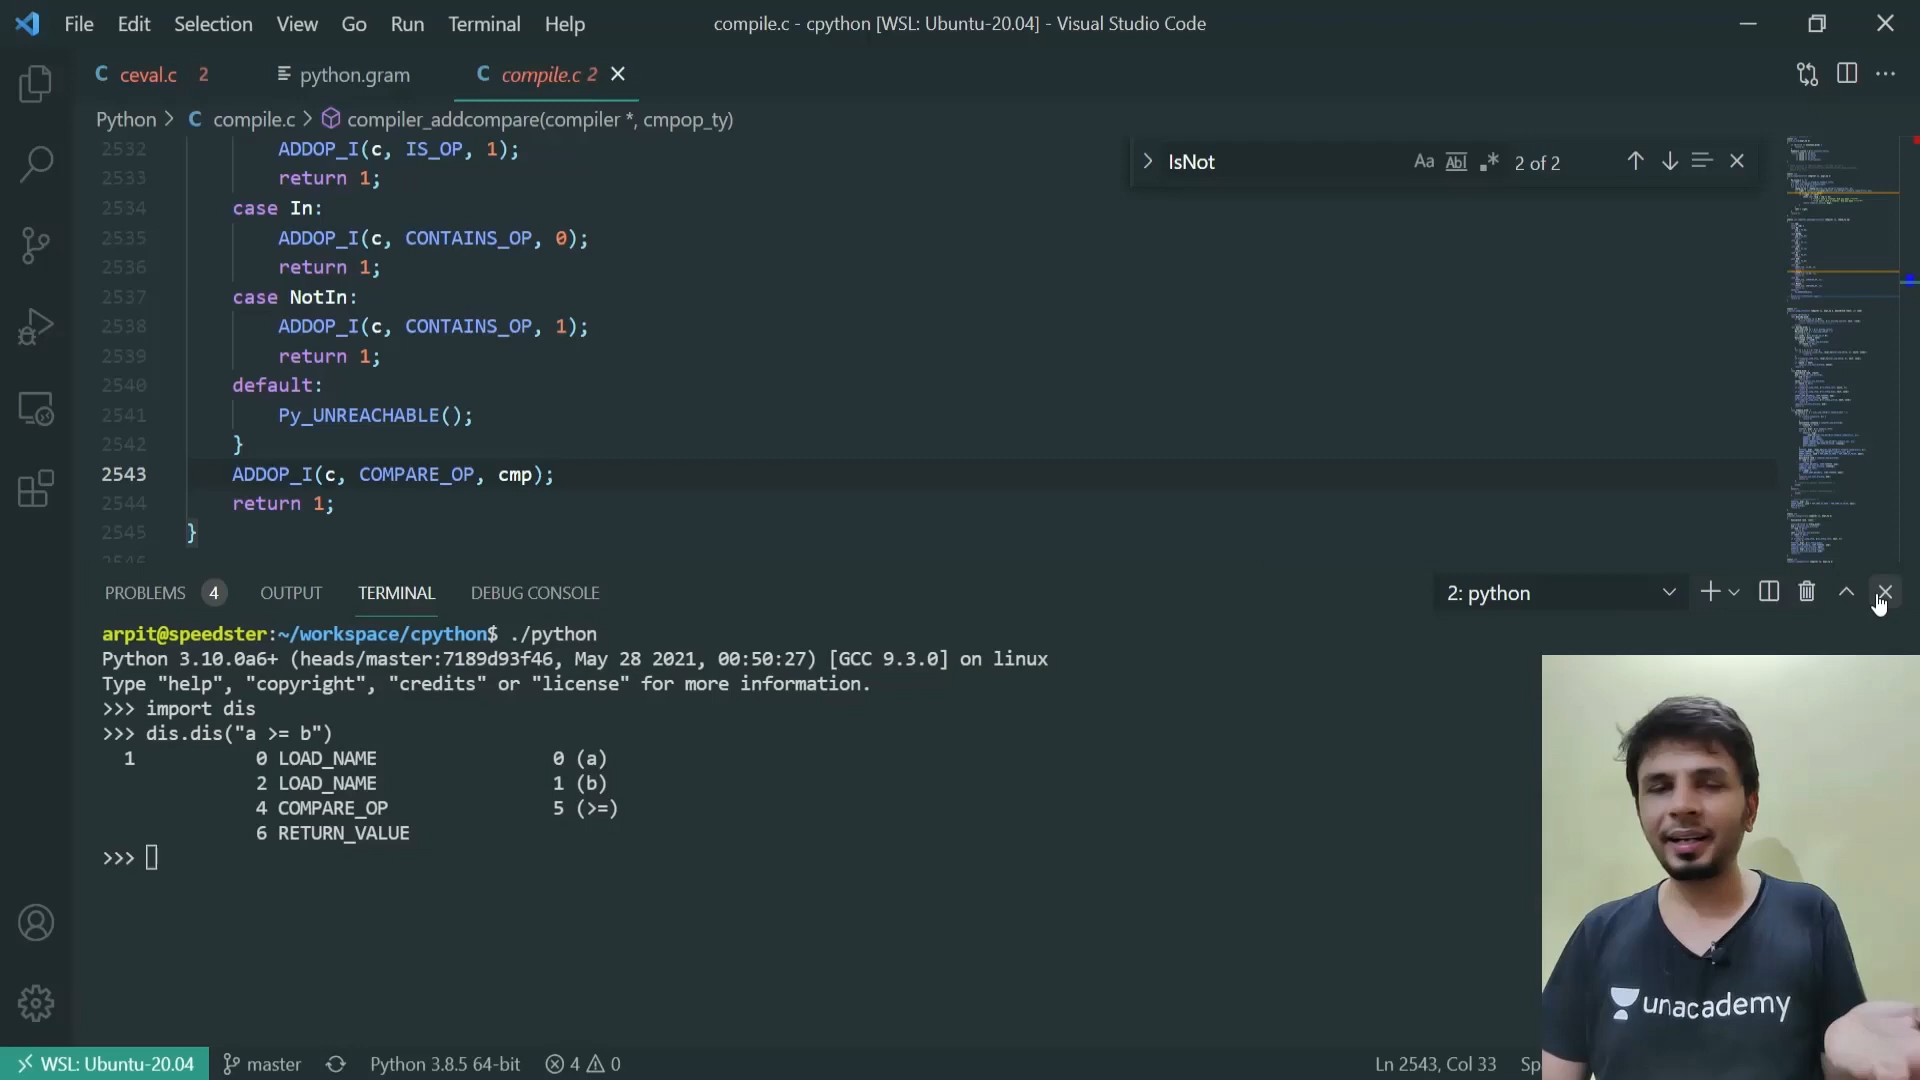 File Edit Selection View Go Run Terminal Help
compile.c - cpython [WSL: Ubuntu-20.04] - Visual Studio Code
ceval.c 2
python.gram
compile.c 2
Python > C compile.c > compiler_addcompare(compiler *, cmpop_ty)
IsNot
Aa Abl 2 of 2
2532 ADDOP_I(c, IS_OP, 1);
2533 return 1;
2534 case In:
2535 ADDOP_I(c, CONTAINS_OP, 0);
2536 return 1;
2537 case NotIn:
2538 ADDOP_I(c, CONTAINS_OP, 1);
2539 return 1;
2540 default:
2541 Py_UNREACHABLE();
2542 }
2543 ADDOP_I(c, COMPARE_OP, cmp);
2544 return 1;
2545 }
2546
PROBLEMS 4 OUTPUT TERMINAL DEBUG CONSOLE
2: python
arpit@speedster:~/workspace/cpython$ ./python
Python 3.10.0a6+ (heads/master:7189d93f46, May 28 2021, 00:50:27) [GCC 9.3.0] on linux
Type "help", "copyright", "credits" or "license" for more information.
>>> import dis
>>> dis.dis("a >= b")
1 0 LOAD_NAME 0 (a)
2 LOAD_NAME 1 (b)
4 COMPARE_OP 5 (>=)
6 RETURN_VALUE
>>>
unacademy
WSL: Ubuntu-20.04 master Python 3.8.5 64-bit 4 0
Ln 2543, Col 33